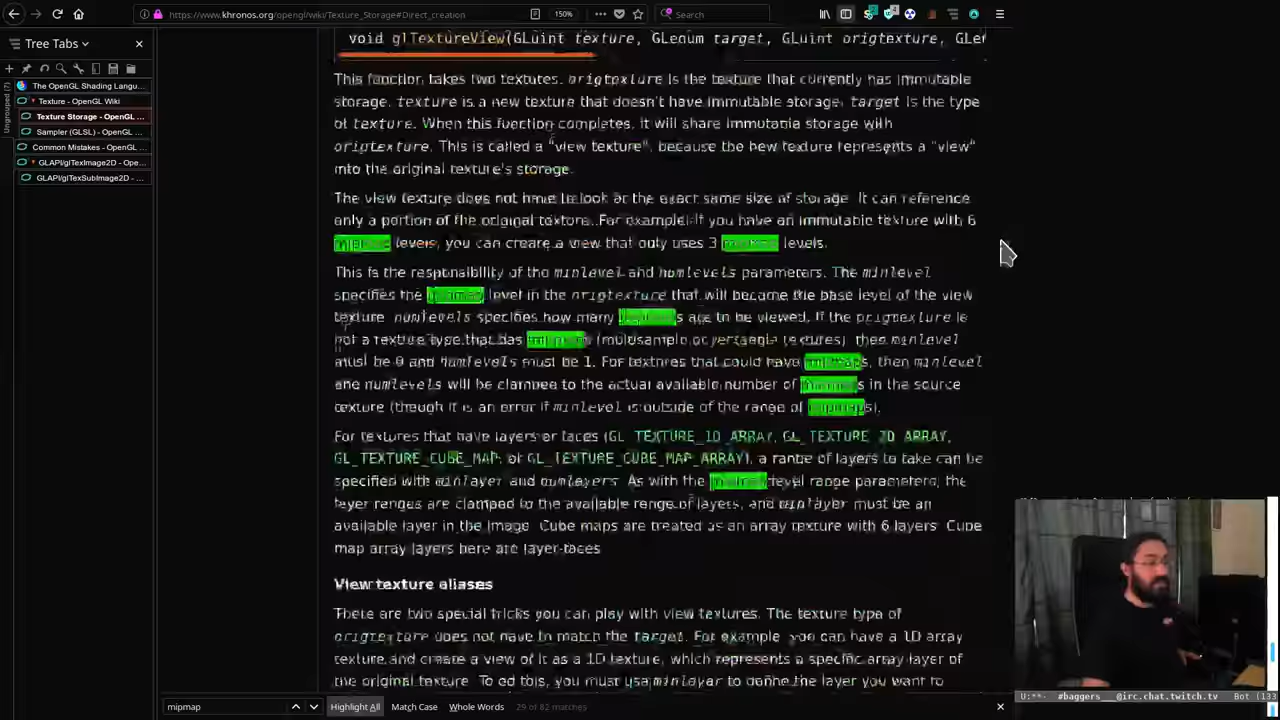 https://www.khronos.org/opengl/wiki/Texture_Storage#Direct_creation
150%
Search
Tree Tabs
Ungrouped (7)
The OpenGL Shading Langu...
Texture - OpenGL Wiki
Texture Storage - OpenGL ...
Sampler (GLSL) - OpenGL ...
Common Mistakes - OpenGL ...
GLAPI/glTexImage2D - Ope...
GLAPI/glTexSubImage2D - ...
void glTextureView(GLuint texture, GLenum target, GLuint origtexture, GLen
This function takes two textures. origtexture is the texture that currently has immutable
storage. texture is a new texture that doesn't have immutable storage. target is the type
of texture. When this function completes, it will share immutable storage with
origtexture. This is called a "view texture", because the new texture represents a "view"
into the original texture's storage.
The view texture does not have to look at the exact same size of storage. It can reference
only a portion of the original texture. For example, if you have an immutable texture with 6
mipmap levels, you can create a view that only uses 3 mipmap levels.
This is the responsibility of the minlevel and numlevels parameters. The minlevel
specifies the mipmap level in the origtexture that will become the base level of the view
texture. numlevels specifies how many mipmaps are to be viewed. If the origtexture is
not a texture type that has mipmaps (multisample or rectangle textures), then minlevel
must be 0 and numlevels must be 1. For textures that could have mipmaps, then minlevel
and numlevels will be clamped to the actual available number of mipmaps in the source
texture (though it is an error if minlevel is outside of the range of mipmaps).
For textures that have layers or faces (GL_TEXTURE_1D_ARRAY, GL_TEXTURE_2D_ARRAY,
GL_TEXTURE_CUBE_MAP, or GL_TEXTURE_CUBE_MAP_ARRAY), a range of layers to take can be
specified with minlayer and numlayers. As with the mipmap level range parameters, the
layer ranges are clamped to the available range of layers, and minlayer must be an
available layer in the image. Cube maps are treated as an array texture with 6 layers. Cube
map array layers here are layer-faces.
View texture aliases
There are two special tricks you can play with view textures. The texture type of
origtexture does not have to match the target. For example, you can have a 1D array
texture and create a view of it as a 1D texture, which represents a specific array layer of
the original texture. To do this, you must use minlayer to define the layer you want to
U:**- #baggers___@irc.chat.twitch.tv Bot (133
mipmap
Highlight All
Match Case
Whole Words
29 of 82 matches